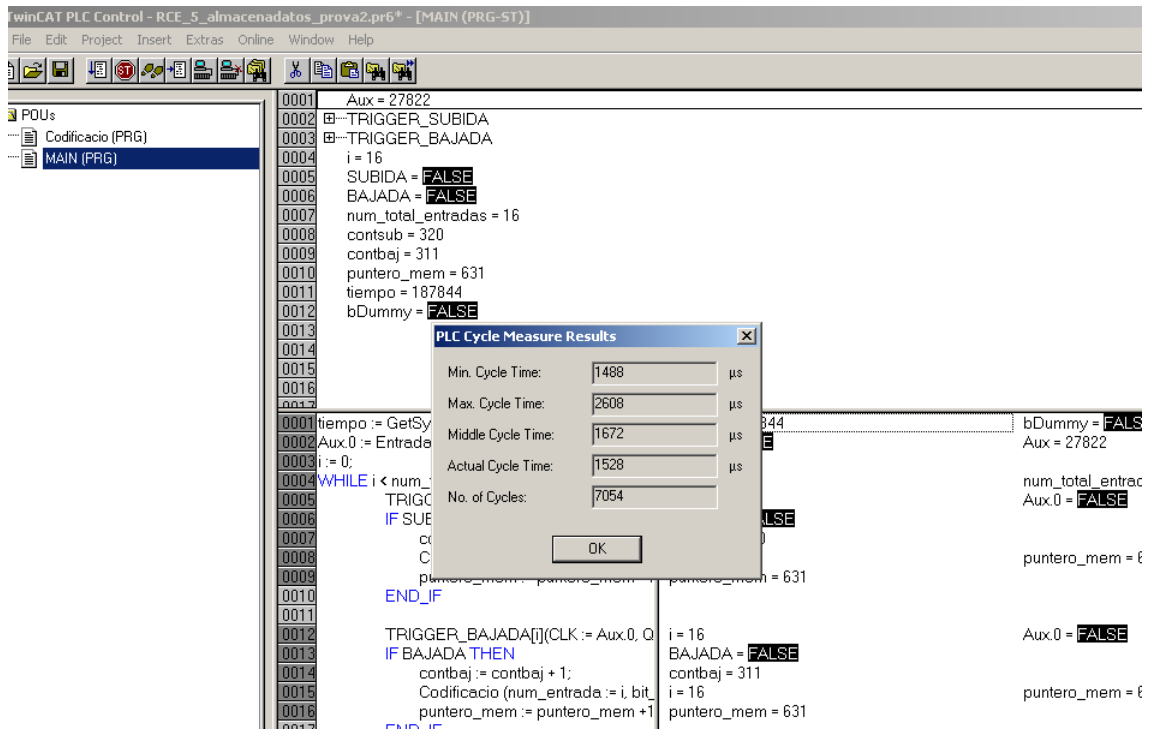 TwinCAT PLC Control - RCE_5_almacenadatos_prova2.pr6* - [MAIN (PRG-ST)]
File Edit Project Insert Extras Online Window Help
POUs
Codificacio (PRG)
MAIN (PRG)
0001 Aux = 27822
0002 TRIGGER_SUBIDA
0003 TRIGGER_BAJADA
0004 i = 16
0005 SUBIDA = FALSE
0006 BAJADA = FALSE
0007 num_total_entradas = 16
0008 contsub = 320
0009 contbaj = 311
0010 puntero_mem = 631
0011 tiempo = 187844
0012 bDummy = FALSE
0013
0014
0015
0016
0017
PLC Cycle Measure Results
Min. Cycle Time: 1488 µs
Max. Cycle Time: 2608 µs
Middle Cycle Time: 1672 µs
Actual Cycle Time: 1528 µs
No. of Cycles: 7054
OK
0001 tiempo := GetSy 844 bDummy = FALS
0002 Aux.0 := Entrada Aux = 27822
0003 i := 0;
0004 WHILE i < num_ num_total_entrac
0005 TRIGG Aux.0 = FALSE
0006 IF SUB LSE
0007
0008 puntero_mem = 6
0009 puntero_mem := puntero_mem puntero_mem = 631
0010 END_IF
0011
0012 TRIGGER_BAJADA[i](CLK := Aux.0, Q i = 16 Aux.0 = FALSE
0013 IF BAJADA THEN BAJADA = FALSE
0014 contbaj := contbaj + 1; contbaj = 311
0015 Codificacio (num_entrada := i, bit_ i = 16 puntero_mem = 6
0016 puntero_mem := puntero_mem +1 puntero_mem = 631
0017 END_IF